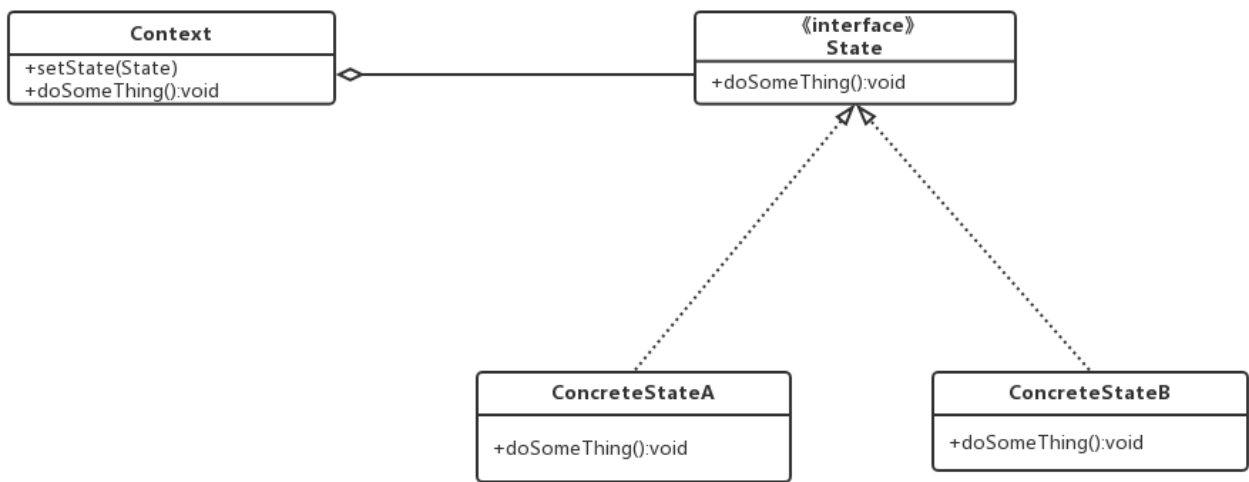 Context
+setState(State)
+doSomeThing():void
《interface》
State
+doSomeThing():void
ConcreteStateA
+doSomeThing():void
ConcreteStateB
+doSomeThing():void